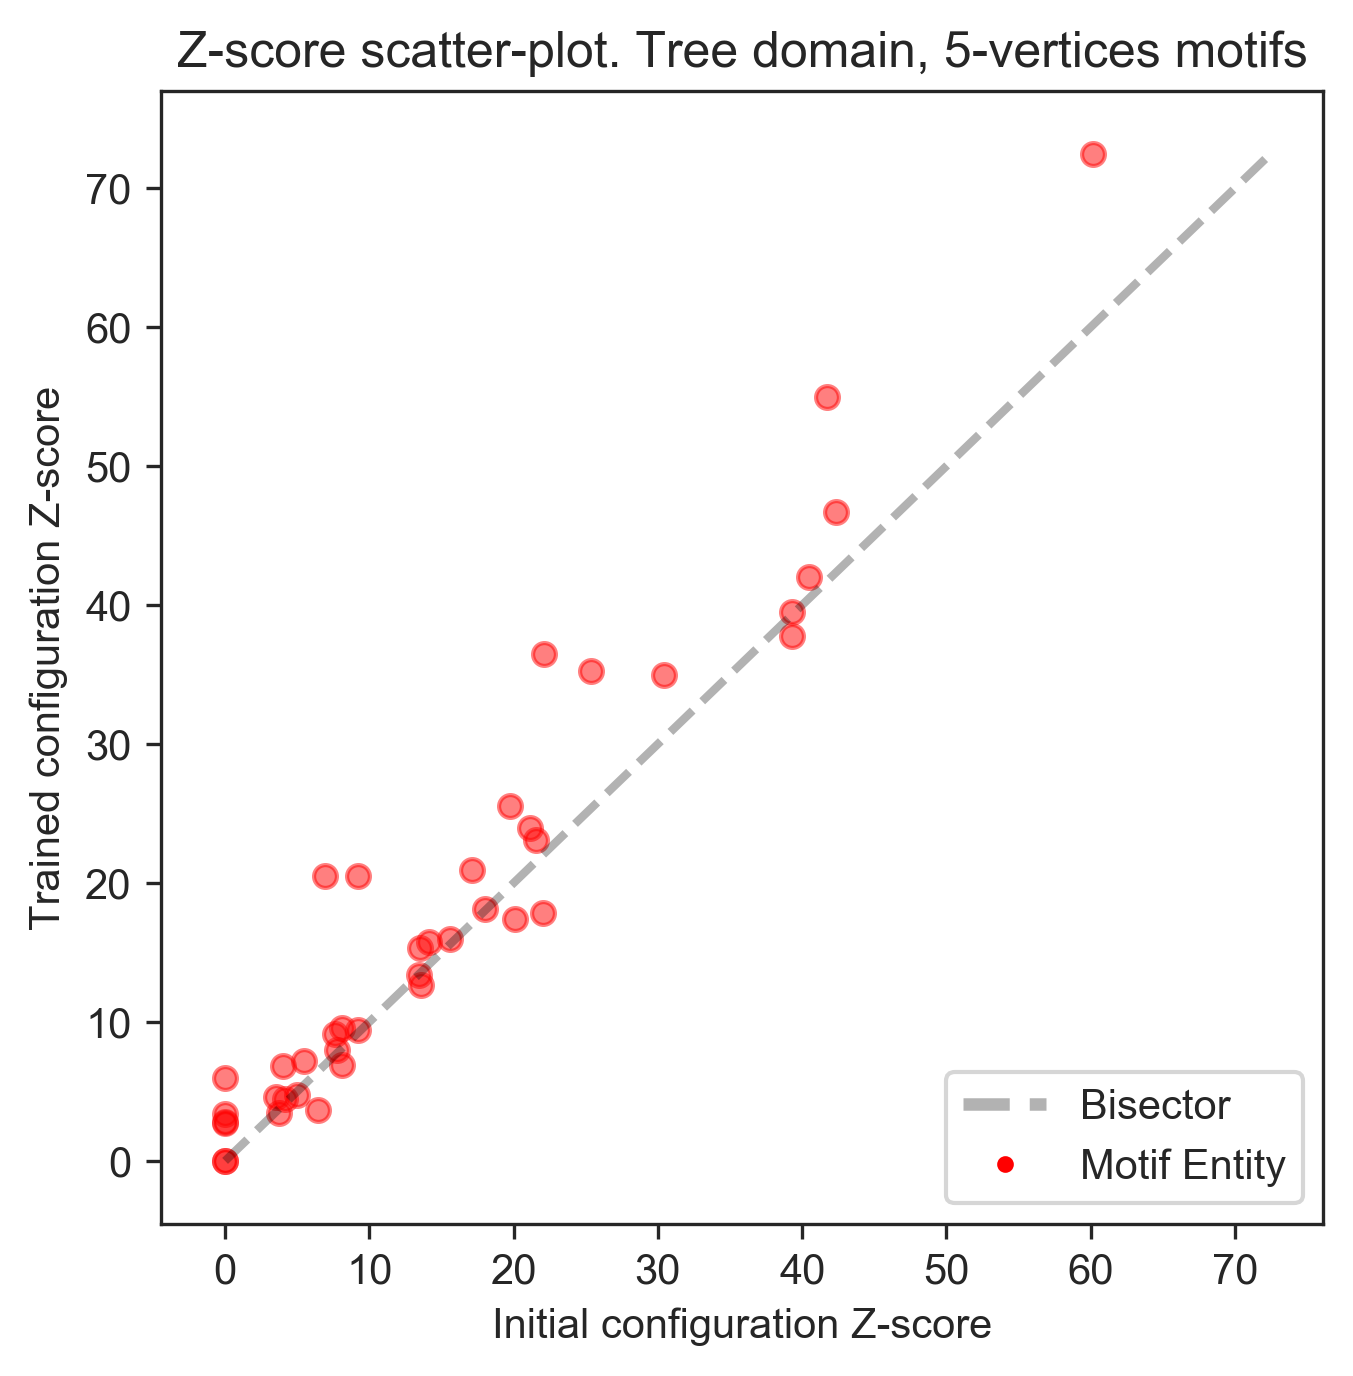 Z-score scatter-plot. Tree domain, 5-vertices motifs
Trained configuration Z-score
70
60
50
40
30
20
10
0
Bisector
Motif Entity
0 10 20 30 40 50 60 70
Initial configuration Z-score